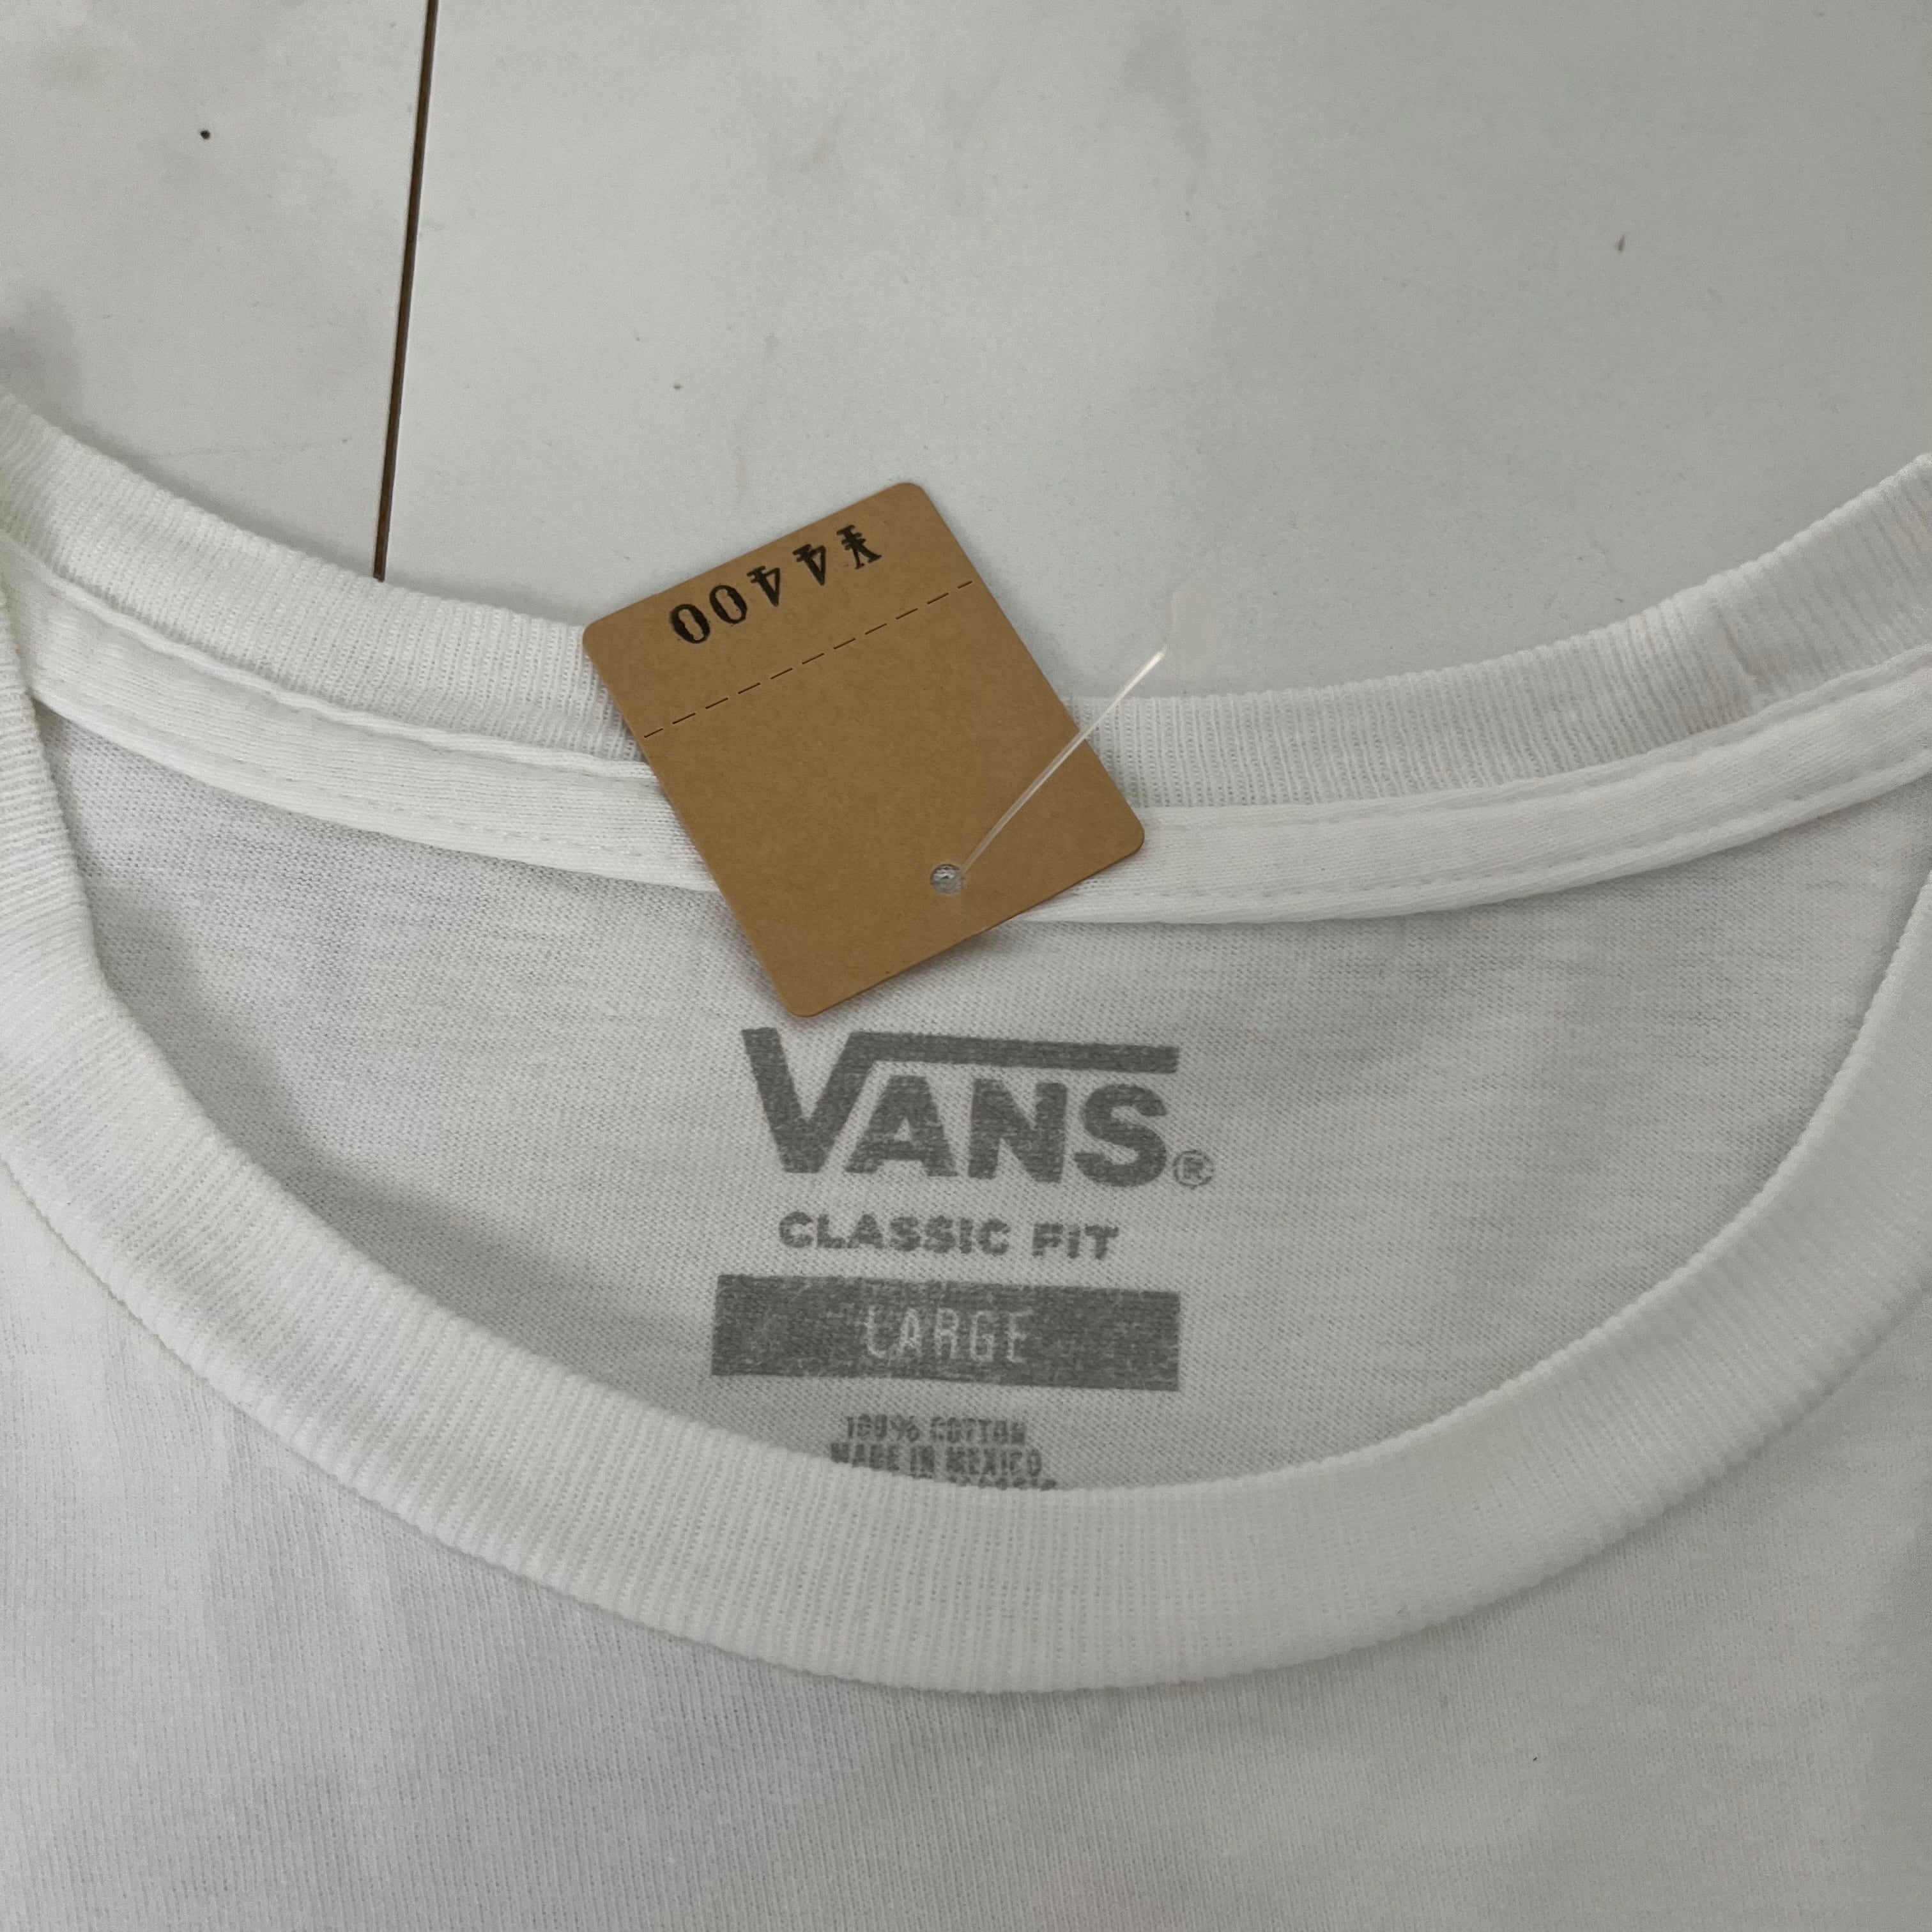 ¥4400
VANS®
CLASSIC FIT
LARGE
100% COTTON
MADE IN MEXICO